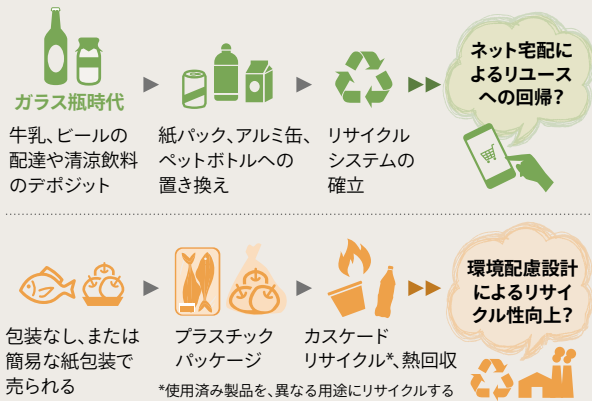 ガラス瓶時代
牛乳、ビールの
配達や清涼飲料
のデポジット
紙パック、アルミ缶、
ペットボトルへの
置き換え
リサイクル
システムの
確立
ネット宅配に
よるリユース
への回帰?
包装なし、または
簡易な紙包装で
売られる
プラスチック
パッケージ
カスケード
リサイクル*、熱回収
*使用済み製品を、異なる用途にリサイクルする
環境配慮設計
によるリサイ
クル性向上?